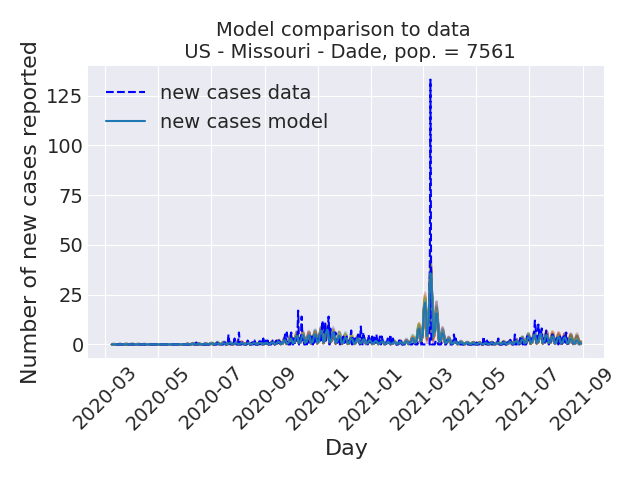 Model comparison to data
US - Missouri - Dade, pop. = 7561
Number of new cases reported
125
100
75
50
25
0
new cases data
new cases model
2020-03
2020-05
2020-07
2020-09
2020-11
2021-01
2021-03
2021-05
2021-07
2021-09
Day